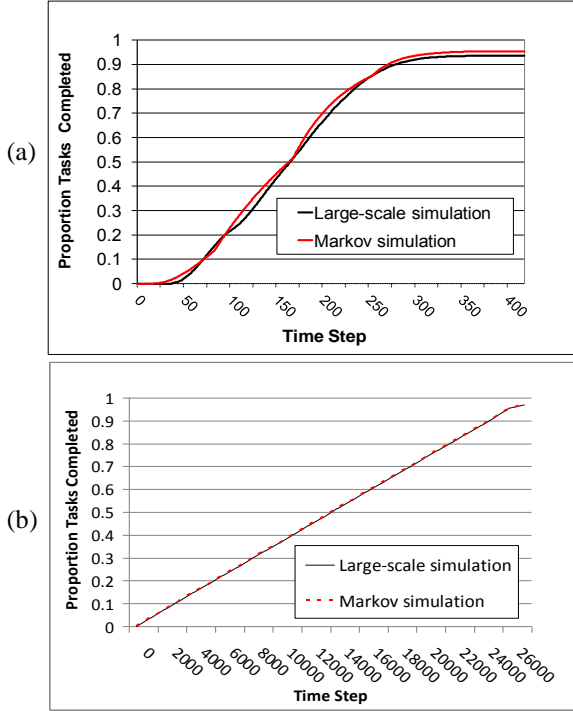 (a)
Proportion Tasks Completed
1
0.9
0.8
0.7
0.6
0.5
0.4
0.3
0.2
0.1
0
Large-scale simulation
Markov simulation
0 50 100 150 200 250 300 350 400
Time Step
(b)
Proportion Tasks Completed
1
0.9
0.8
0.7
0.6
0.5
0.4
0.3
0.2
0.1
0
Large-scale simulation
Markov simulation
0 2000 4000 6000 8000 10000 12000 14000 16000 18000 20000 22000 24000 26000
Time Step